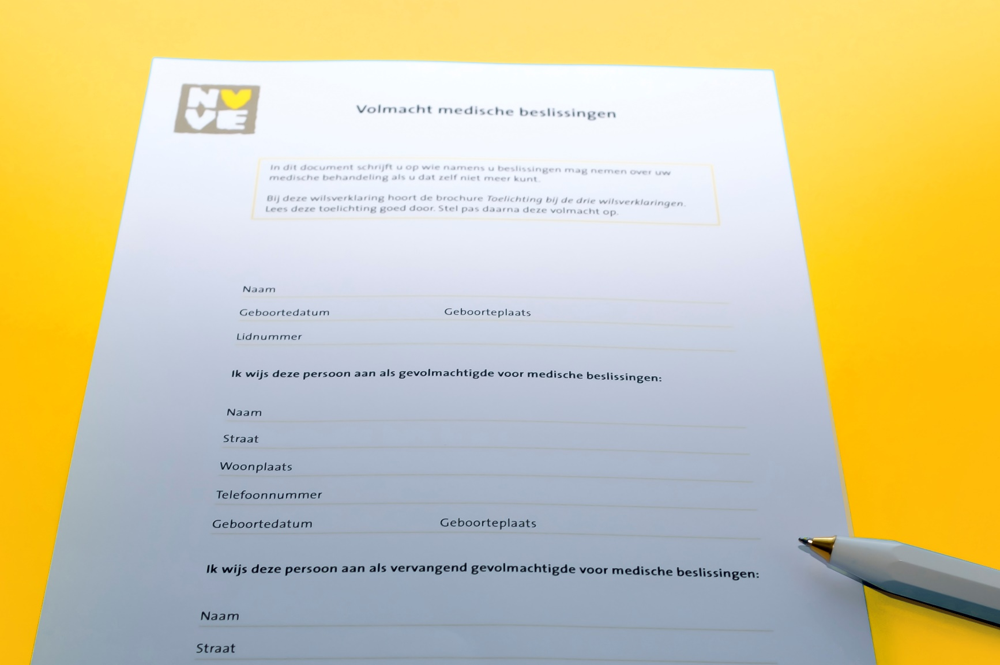 NV
VE
Volmacht medische beslissingen
In dit document schrijft u op wie namens u beslissingen mag nemen over uw
medische behandeling als u dat zelf niet meer kunt.
Bij deze wilsverklaring hoort de brochure Toelichting bij de drie wilsverklaringen.
Lees deze toelichting goed door. Stel pas daarna deze volmacht op.
Naam
Geboortedatum Geboorteplaats
Lidnummer
Ik wijs deze persoon aan als gevolmachtigde voor medische beslissingen:
Naam
Straat
Woonplaats
Telefoonnummer
Geboortedatum Geboorteplaats
Ik wijs deze persoon aan als vervangend gevolmachtigde voor medische beslissingen:
Naam
Straat